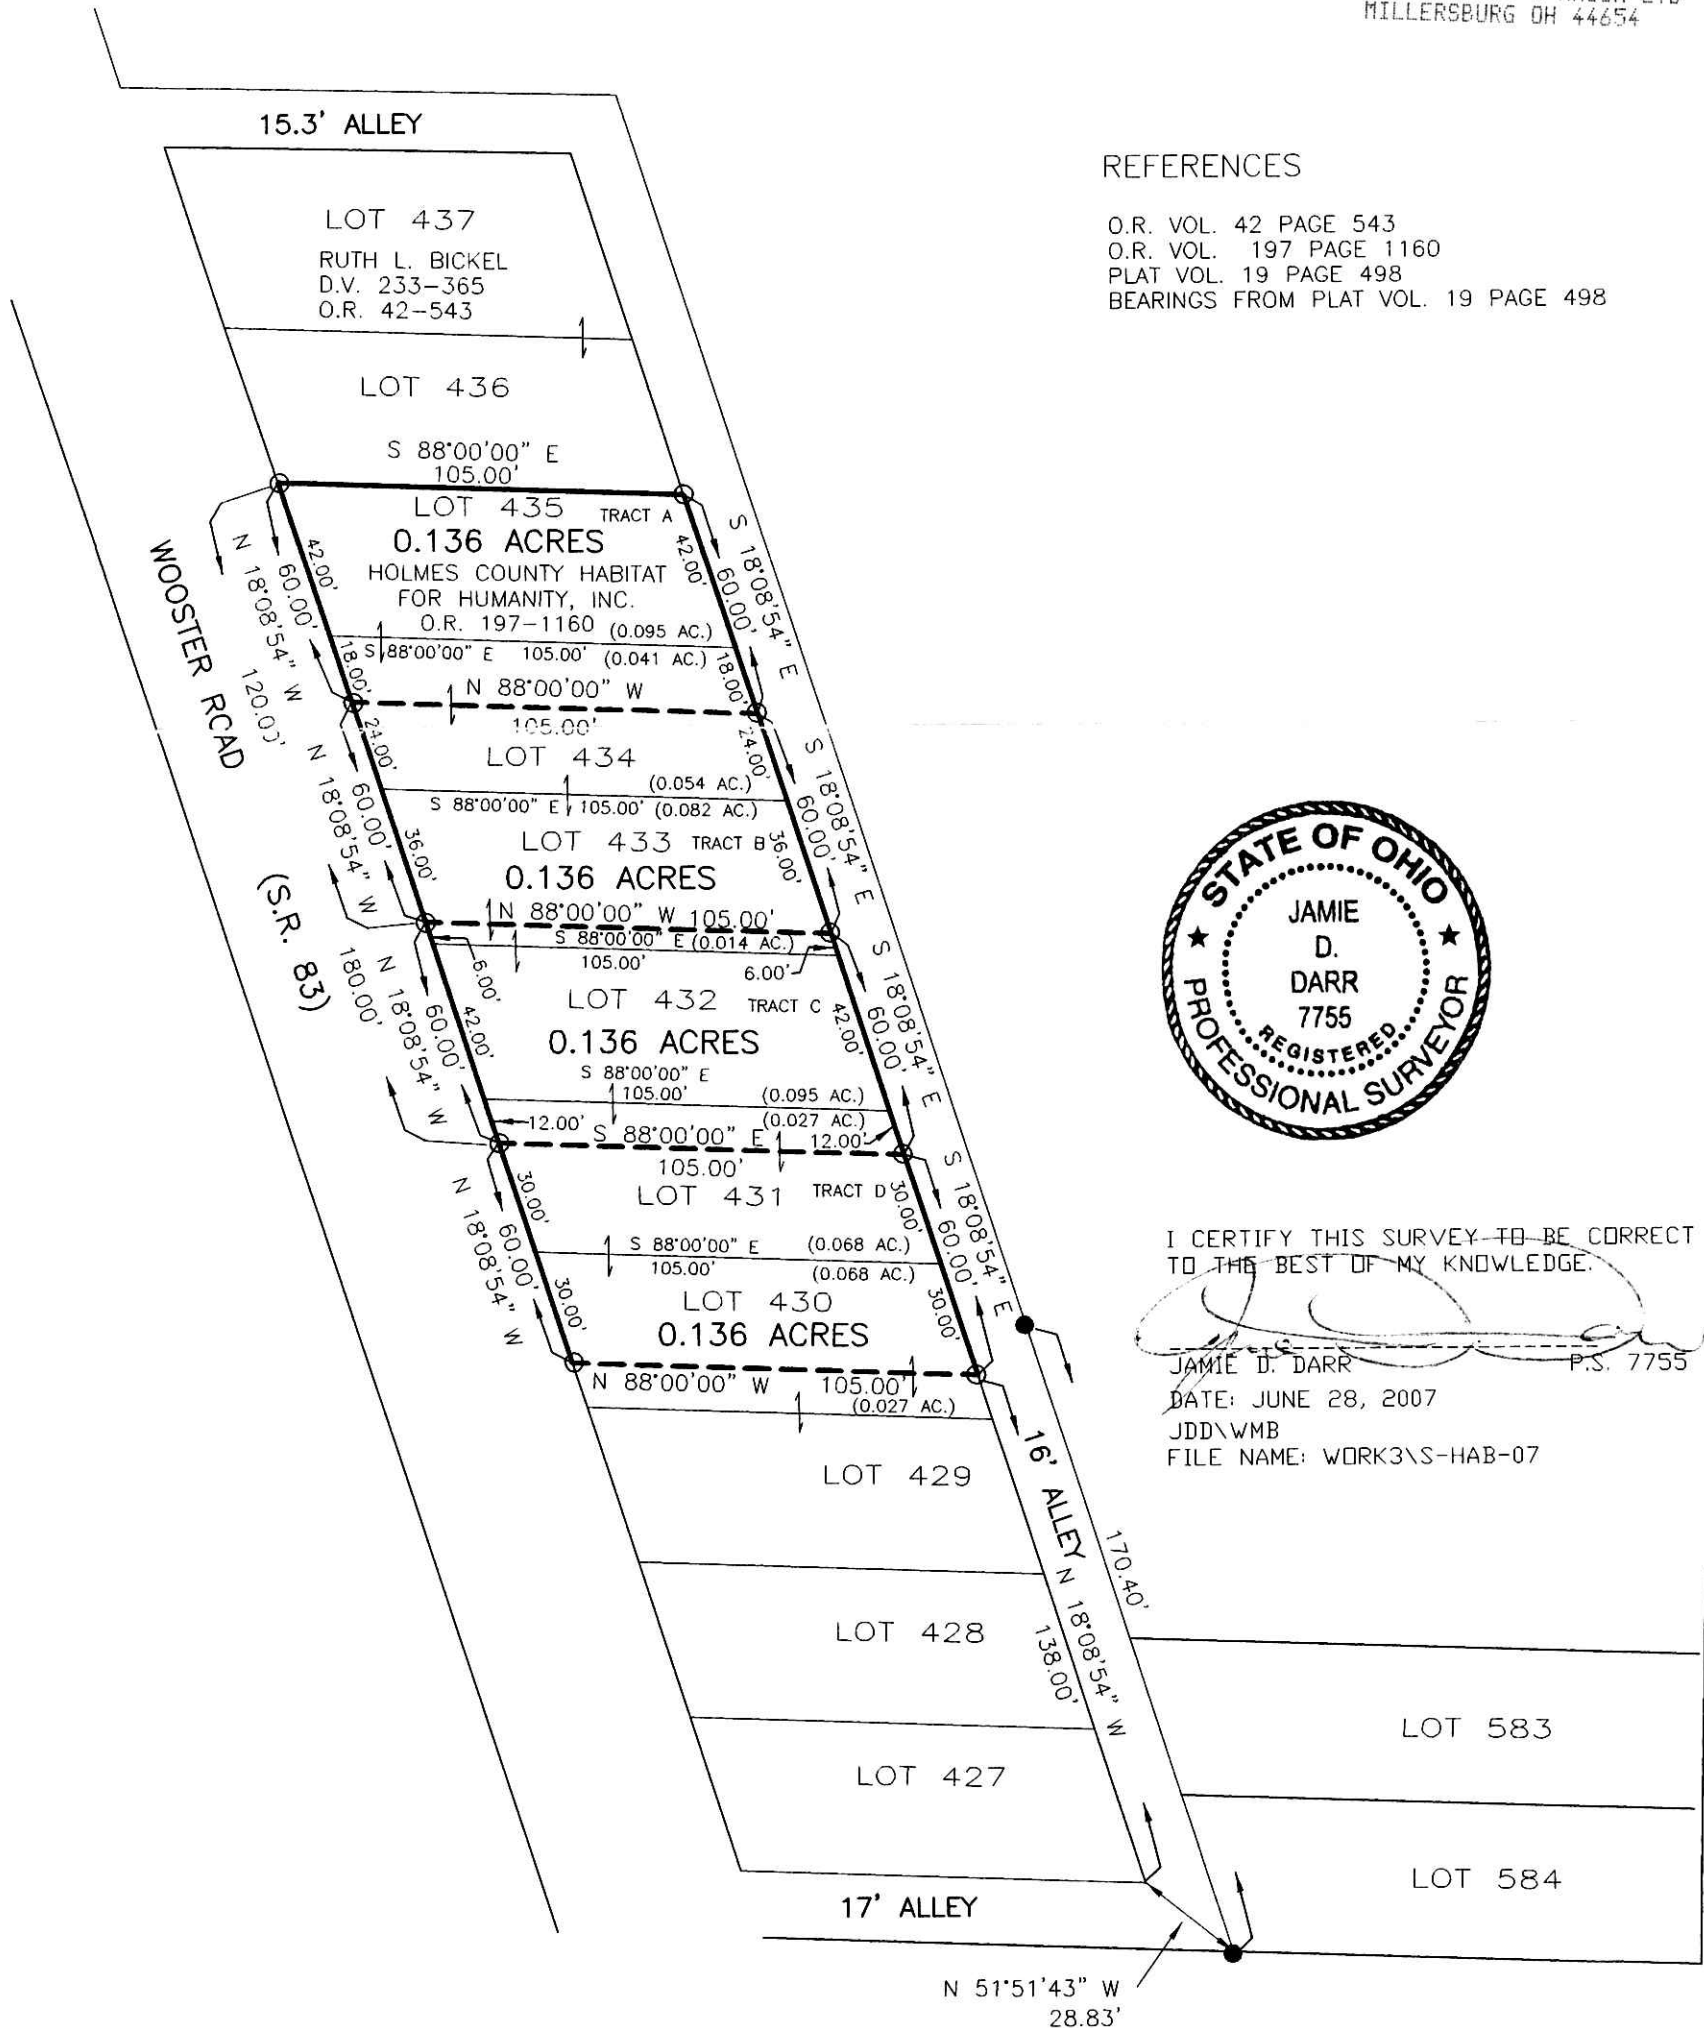 MILLERSBURG OH 44654
15.3' ALLEY
REFERENCES
O.R. VOL. 42 PAGE 543
O.R. VOL. 197 PAGE 1160
PLAT VOL. 19 PAGE 498
BEARINGS FROM PLAT VOL. 19 PAGE 498
LOT 437
RUTH L. BICKEL
D.V. 233-365
O.R. 42-543
LOT 436
S 88°00'00" E
105.00'
LOT 435 TRACT A
0.136 ACRES
HOLMES COUNTY HABITAT
FOR HUMANITY, INC.
O.R. 197-1160 (0.095 AC.)
42.00'
60.00'
N 18°08'54" W
120.00'
42.00'
60.00'
S 18°08'54" E
WOOSTER ROAD
(S.R. 83)
S 88°00'00" E 105.00' (0.041 AC.)
18.00'
18.00'
N 88°00'00" W
105.00'
24.00'
24.00'
LOT 434
(0.054 AC.)
S 88°00'00" E 105.00' (0.082 AC.)
60.00'
N 18°08'54" W
180.00'
60.00'
S 18°08'54" E
36.00'
36.00'
LOT 433 TRACT B
0.136 ACRES
N 88°00'00" W 105.00'
S 88°00'00" E (0.014 AC.)
105.00'
6.00'
6.00'
LOT 432 TRACT C
0.136 ACRES
42.00'
60.00'
N 18°08'54" W
42.00'
60.00'
S 18°08'54" E
S 88°00'00" E
105.00' (0.095 AC.)
(0.027 AC.)
12.00'
S 88°00'00" E
12.00'
105.00'
LOT 431 TRACT D
30.00'
60.00'
N 18°08'54" W
30.00'
60.00'
S 18°08'54" E
S 88°00'00" E (0.068 AC.)
105.00' (0.068 AC.)
LOT 430
0.136 ACRES
30.00'
30.00'
N 88°00'00" W 105.00'
(0.027 AC.)
LOT 429
16' ALLEY
170.40'
N 18°08'54" W
138.00'
LOT 428
LOT 427
LOT 583
LOT 584
17' ALLEY
N 51°51'43" W
28.83'
STATE OF OHIO
JAMIE
D.
DARR
7755
REGISTERED
PROFESSIONAL SURVEYOR
I CERTIFY THIS SURVEY TO BE CORRECT
TO THE BEST OF MY KNOWLEDGE.
JAMIE D. DARR P.S. 7755
DATE: JUNE 28, 2007
JDD\WMB
FILE NAME: WORK3\S-HAB-07